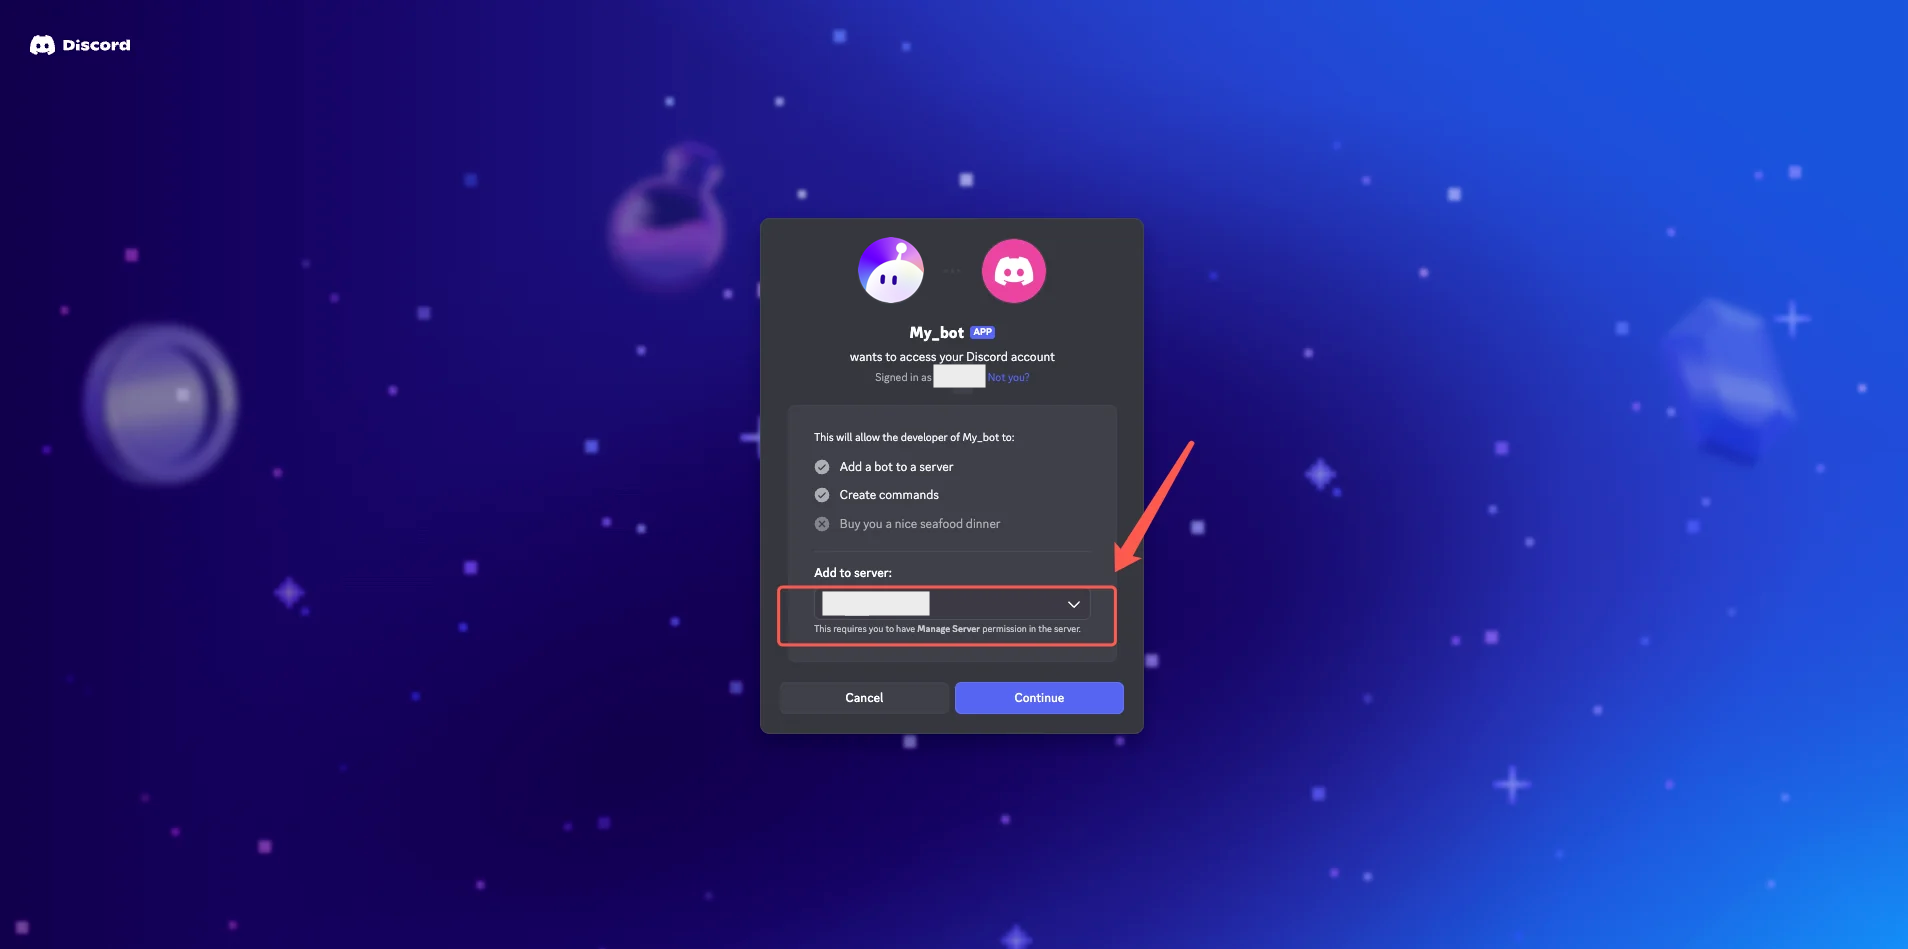 Discord
My_bot APP
wants to access your Discord account
Signed in as Not you?
This will allow the developer of My_bot to:
Add a bot to a server
Create commands
Buy you a nice seafood dinner
Add to server:
This requires you to have Manage Server permission in the server.
Cancel
Continue